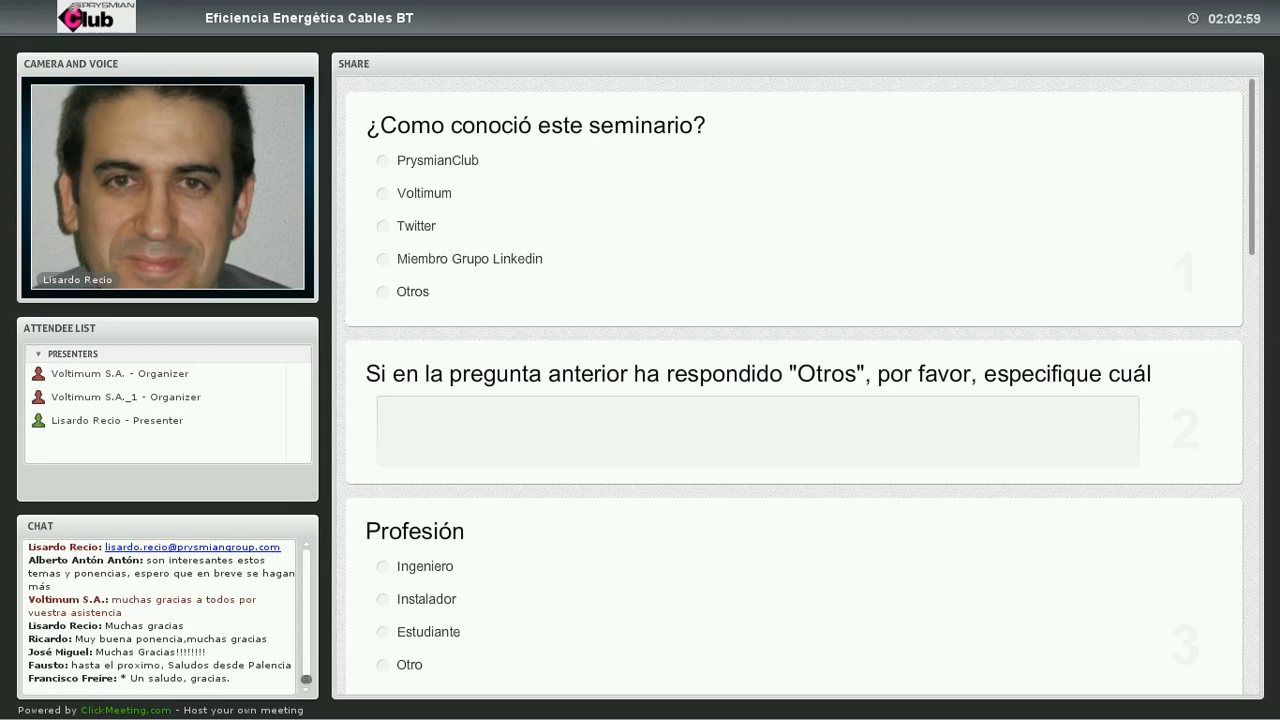 PRYSMIAN
Club
Eficiencia Energética Cables BT
02:02:59
CAMERA AND VOICE
Lisardo Recio
ATTENDEE LIST
PRESENTERS
Voltimum S.A. - Organizer
Voltimum S.A._1 - Organizer
Lisardo Recio - Presenter
CHAT
Lisardo Recio: lisardo.recio@prysmiangroup.com
Alberto Antón Antón: son interesantes estos
temas y ponencias, espero que en breve se hagan
más
Voltimum S.A.: muchas gracias a todos por
vuestra asistencia
Lisardo Recio: Muchas gracias
Ricardo: Muy buena ponencia,muchas gracias
José Miguel: Muchas Gracias!!!!!!!!
Fausto: hasta el proximo, Saludos desde Palencia
Francisco Freire: * Un saludo, gracias.
Powered by ClickMeeting.com - Host your own meeting
SHARE
¿Como conoció este seminario?
PrysmianClub
Voltimum
Twitter
Miembro Grupo Linkedin
Otros
1
Si en la pregunta anterior ha respondido "Otros", por favor, especifique cuál
2
Profesión
Ingeniero
Instalador
Estudiante
Otro
3